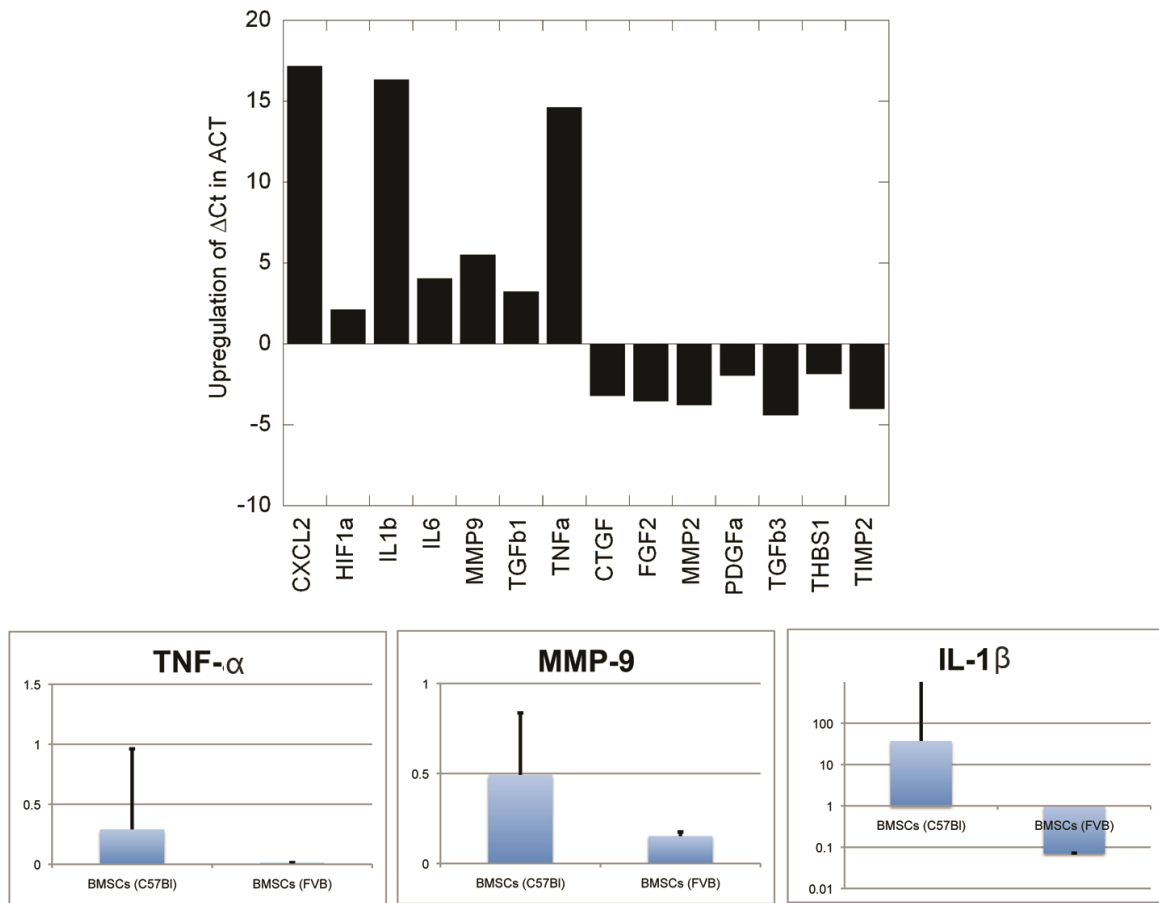 20
15
10
5
0
-5
-10
Upregulation of ΔCt in ACT
CXCL2
HIF1a
IL1b
IL6
MMP9
TGFb1
TNFa
CTGF
FGF2
MMP2
PDGFa
TGFb3
THBS1
TIMP2
TNF-α
1.5
1
0.5
0
BMSCs (C57Bl)
BMSCs (FVB)
MMP-9
1
0.5
0
BMSCs (C57Bl)
BMSCs (FVB)
IL-1β
100
10
1
0.1
0.01
BMSCs (C57Bl)
BMSCs (FVB)